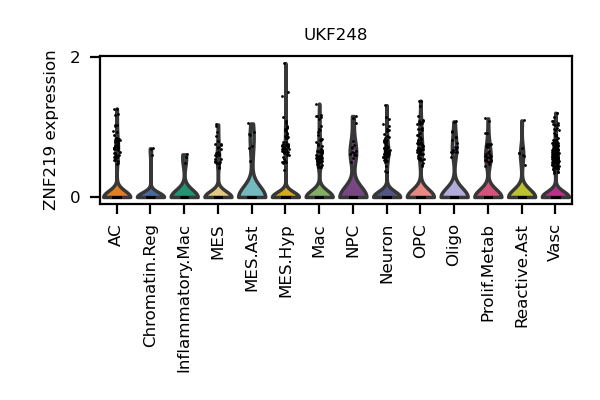 UKF248
ZNF219 expression
2
0
AC
Chromatin.Reg
Inflammatory.Mac
MES
MES.Ast
MES.Hyp
Mac
NPC
Neuron
OPC
Oligo
Prolif.Metab
Reactive.Ast
Vasc